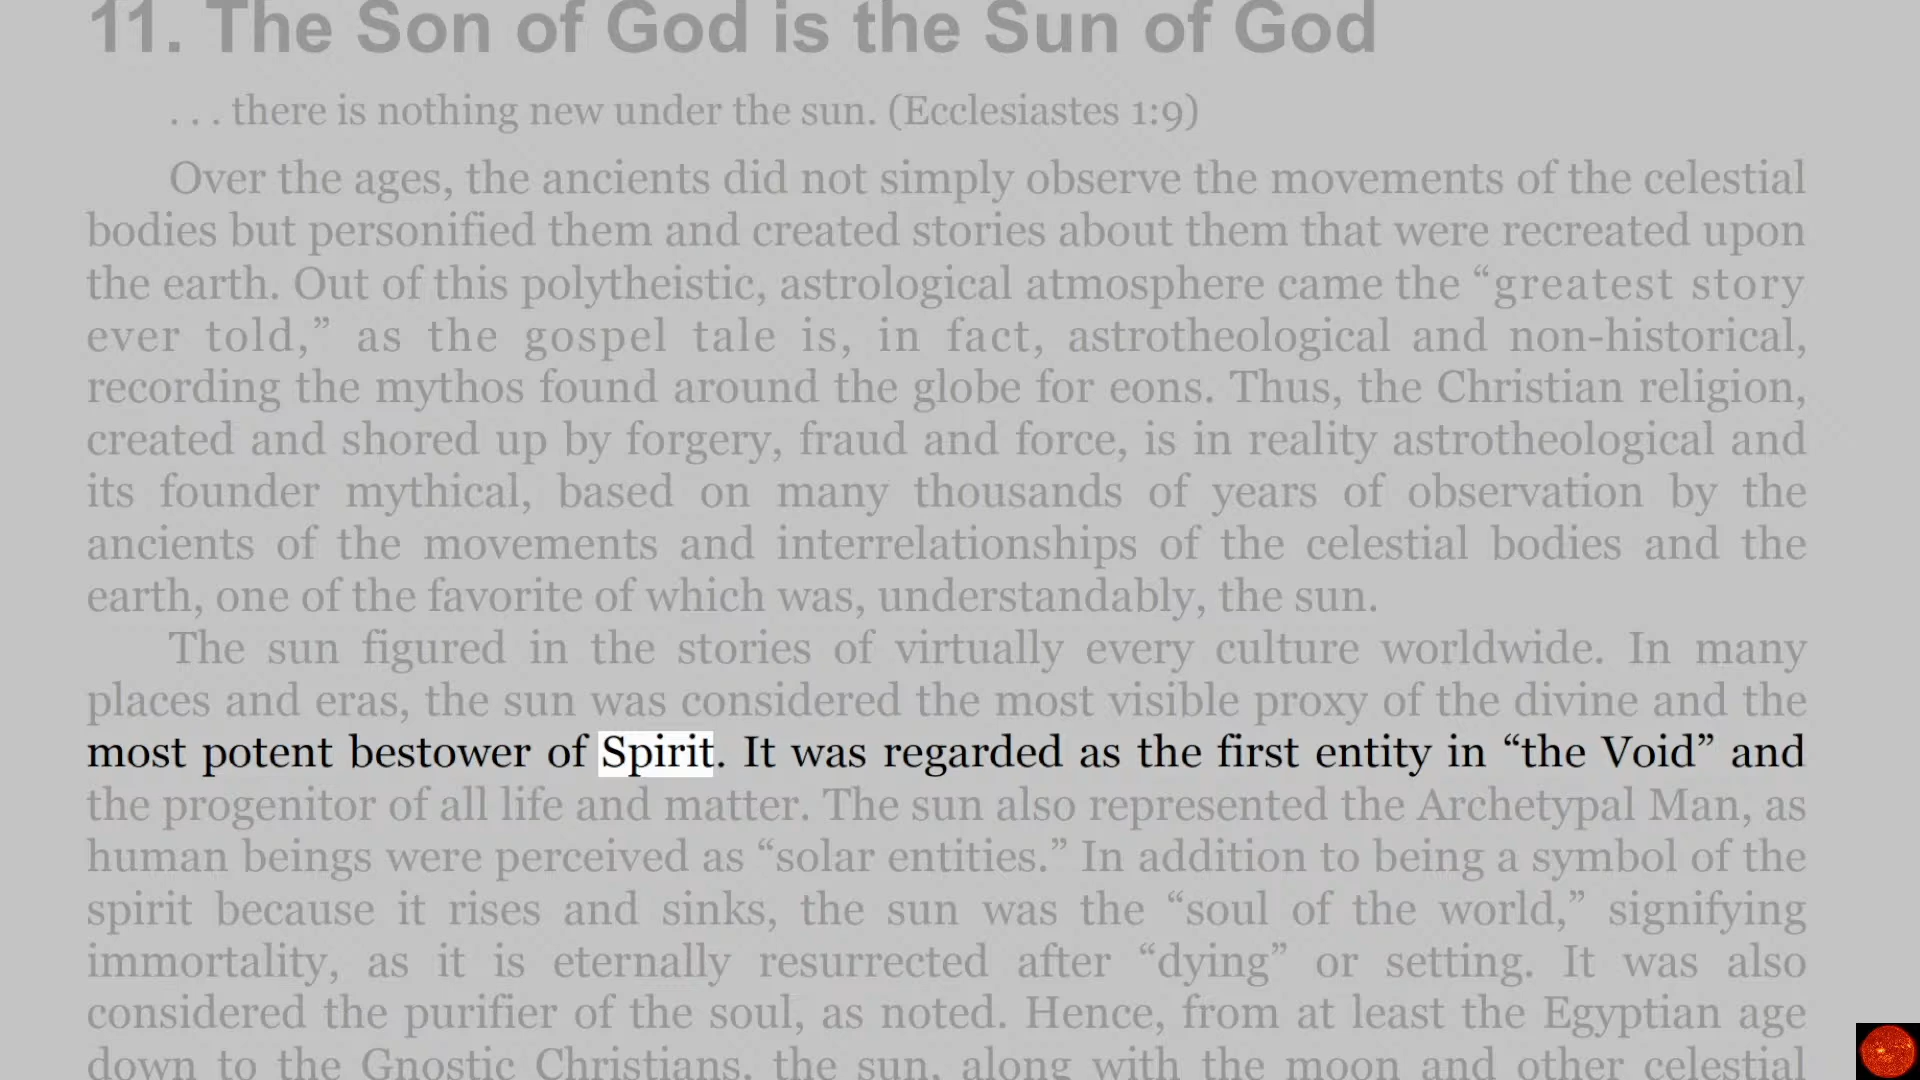 11. The Son of God is the Sun of God
. . . there is nothing new under the sun. (Ecclesiastes 1:9)
Over the ages, the ancients did not simply observe the movements of the celestial
bodies but personified them and created stories about them that were recreated upon
the earth. Out of this polytheistic, astrological atmosphere came the “greatest story
ever told,” as the gospel tale is, in fact, astrotheological and non-historical,
recording the mythos found around the globe for eons. Thus, the Christian religion,
created and shored up by forgery, fraud and force, is in reality astrotheological and
its founder mythical, based on many thousands of years of observation by the
ancients of the movements and interrelationships of the celestial bodies and the
earth, one of the favorite of which was, understandably, the sun.
The sun figured in the stories of virtually every culture worldwide. In many
places and eras, the sun was considered the most visible proxy of the divine and the
most potent bestower of Spirit. It was regarded as the first entity in “the Void” and
the progenitor of all life and matter. The sun also represented the Archetypal Man, as
human beings were perceived as “solar entities.” In addition to being a symbol of the
spirit because it rises and sinks, the sun was the “soul of the world,” signifying
immortality, as it is eternally resurrected after “dying” or setting. It was also
considered the purifier of the soul, as noted. Hence, from at least the Egyptian age
down to the Gnostic Christians, the sun, along with the moon and other celestial